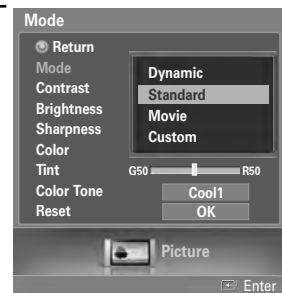 Mode
Return
Mode
Contrast
Brightness
Sharpness
Color
Tint
Color Tone
Reset
Dynamic
Standard
Movie
Custom
G50 R50
Cool1
OK
Picture
Enter